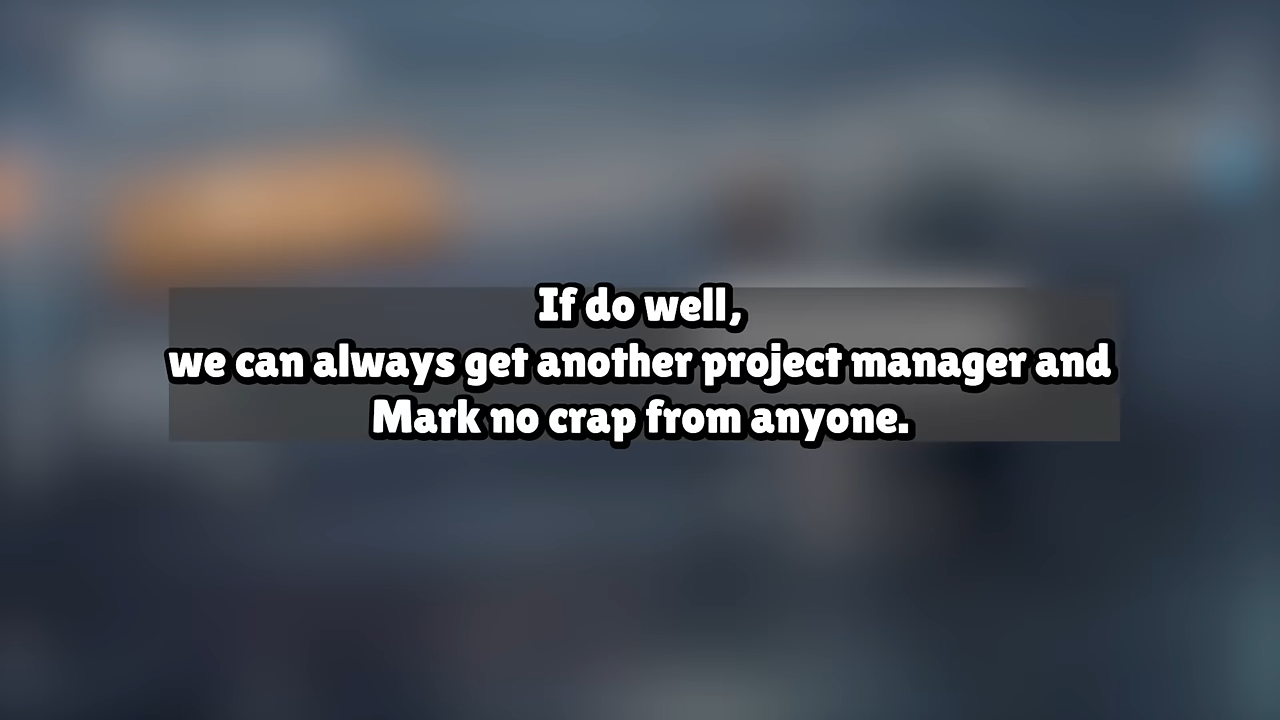 If do well,
we can always get another project manager and
Mark no crap from anyone.